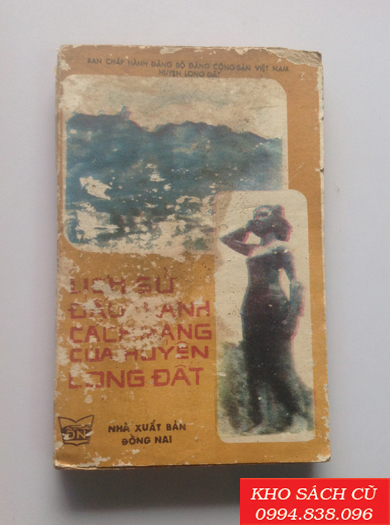 BAN CHẤP HÀNH ĐẢNG BỘ ĐẢNG CỘNG SẢN VIỆT NAM
HUYỆN LONG ĐẤT
LỊCH SỬ
ĐẤU TRANH
CÁCH MẠNG
CỦA HUYỆN
LONG ĐẤT
ĐN
NHÀ XUẤT BẢN
ĐỒNG NAI
KHO SÁCH CŨ
0994.838.096